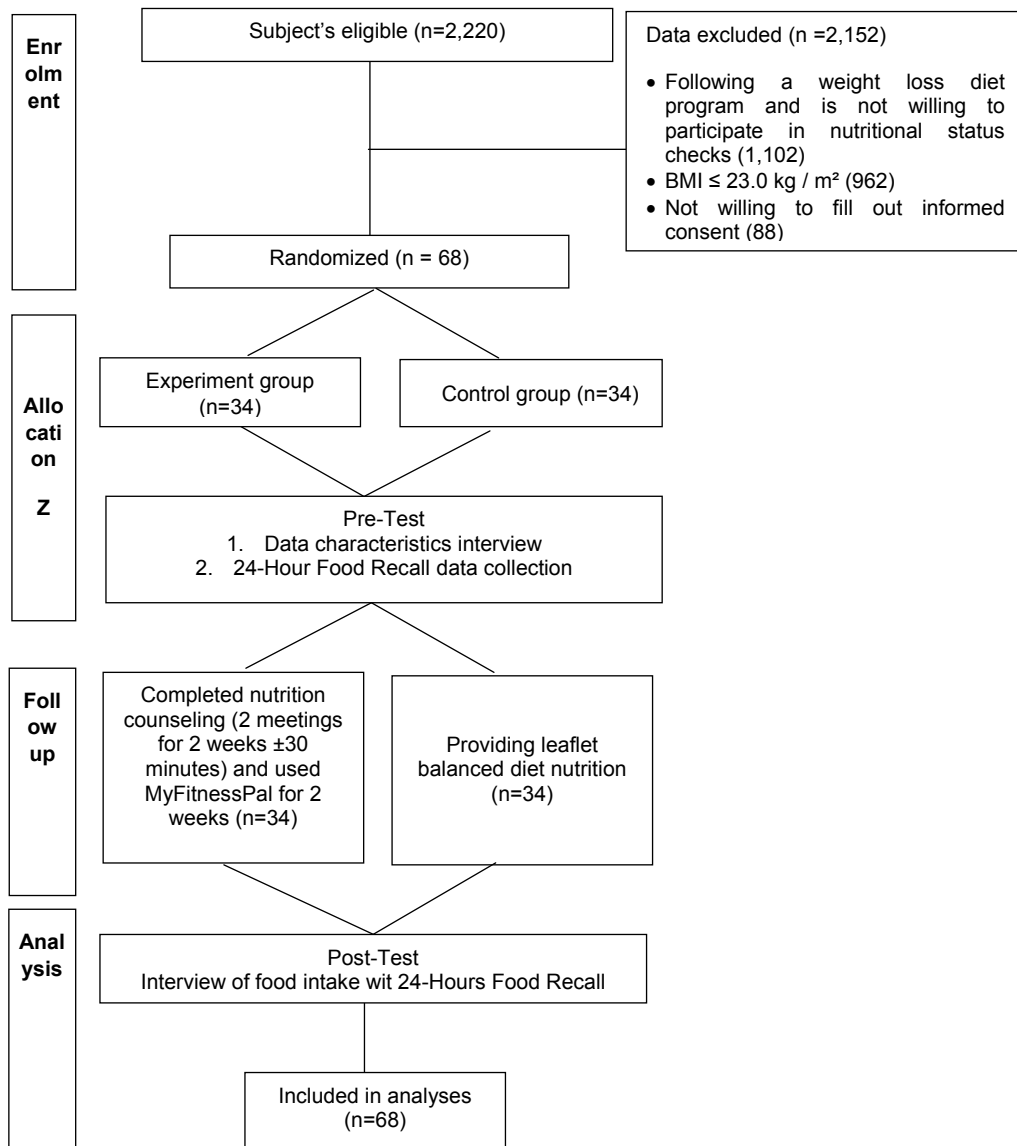 Enr
olm
ent
Subject's eligible (n=2,220)
Data excluded (n =2,152)
• Following a weight loss diet
program and is not willing to
participate in nutritional status
checks (1,102)
• BMI ≤ 23.0 kg / m² (962)
• Not willing to fill out informed
consent (88)
Randomized (n = 68)
Allo
cati
on
Z
Experiment group
(n=34)
Control group (n=34)
Pre-Test
1. Data characteristics interview
2. 24-Hour Food Recall data collection
Foll
ow
up
Completed nutrition
counseling (2 meetings
for 2 weeks ±30
minutes) and used
MyFitnessPal for 2
weeks (n=34)
Providing leaflet
balanced diet nutrition
(n=34)
Anal
ysis
Post-Test
Interview of food intake wit 24-Hours Food Recall
Included in analyses
(n=68)